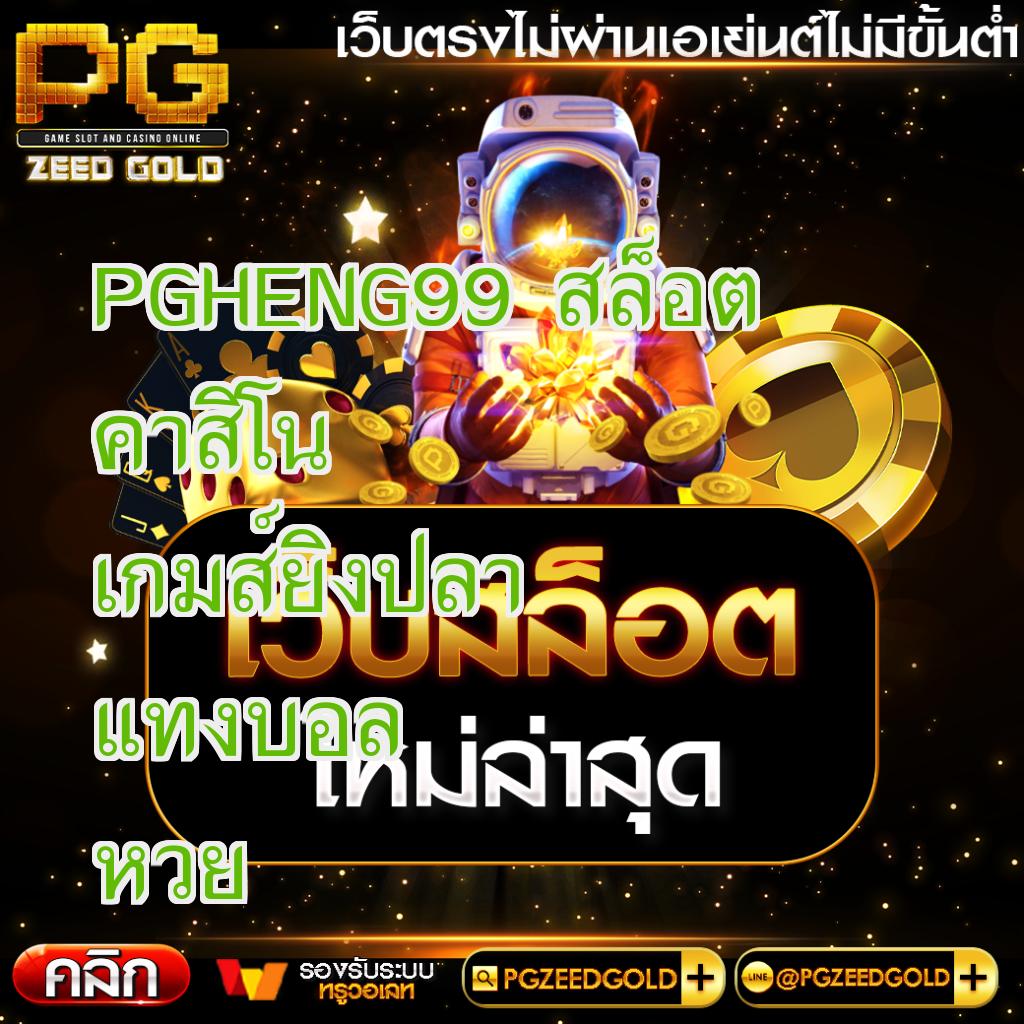 เว็บตรงไม่ผ่านเอเย่นต์ไม่มีขั้นต่ำ
PG
GAME SLOT AND CASINO ONLINE
ZEED GOLD
PGHENG99 สล็อต
คาสิโน
เกมส์ยิงปลา
เว็บสล็อต
แทงบอล
ใหม่ล่าสุด
หวย
คลิก
รองรับระบบ
ทรูวอเลท
PGZEEDGOLD
LINE @PGZEEDGOLD